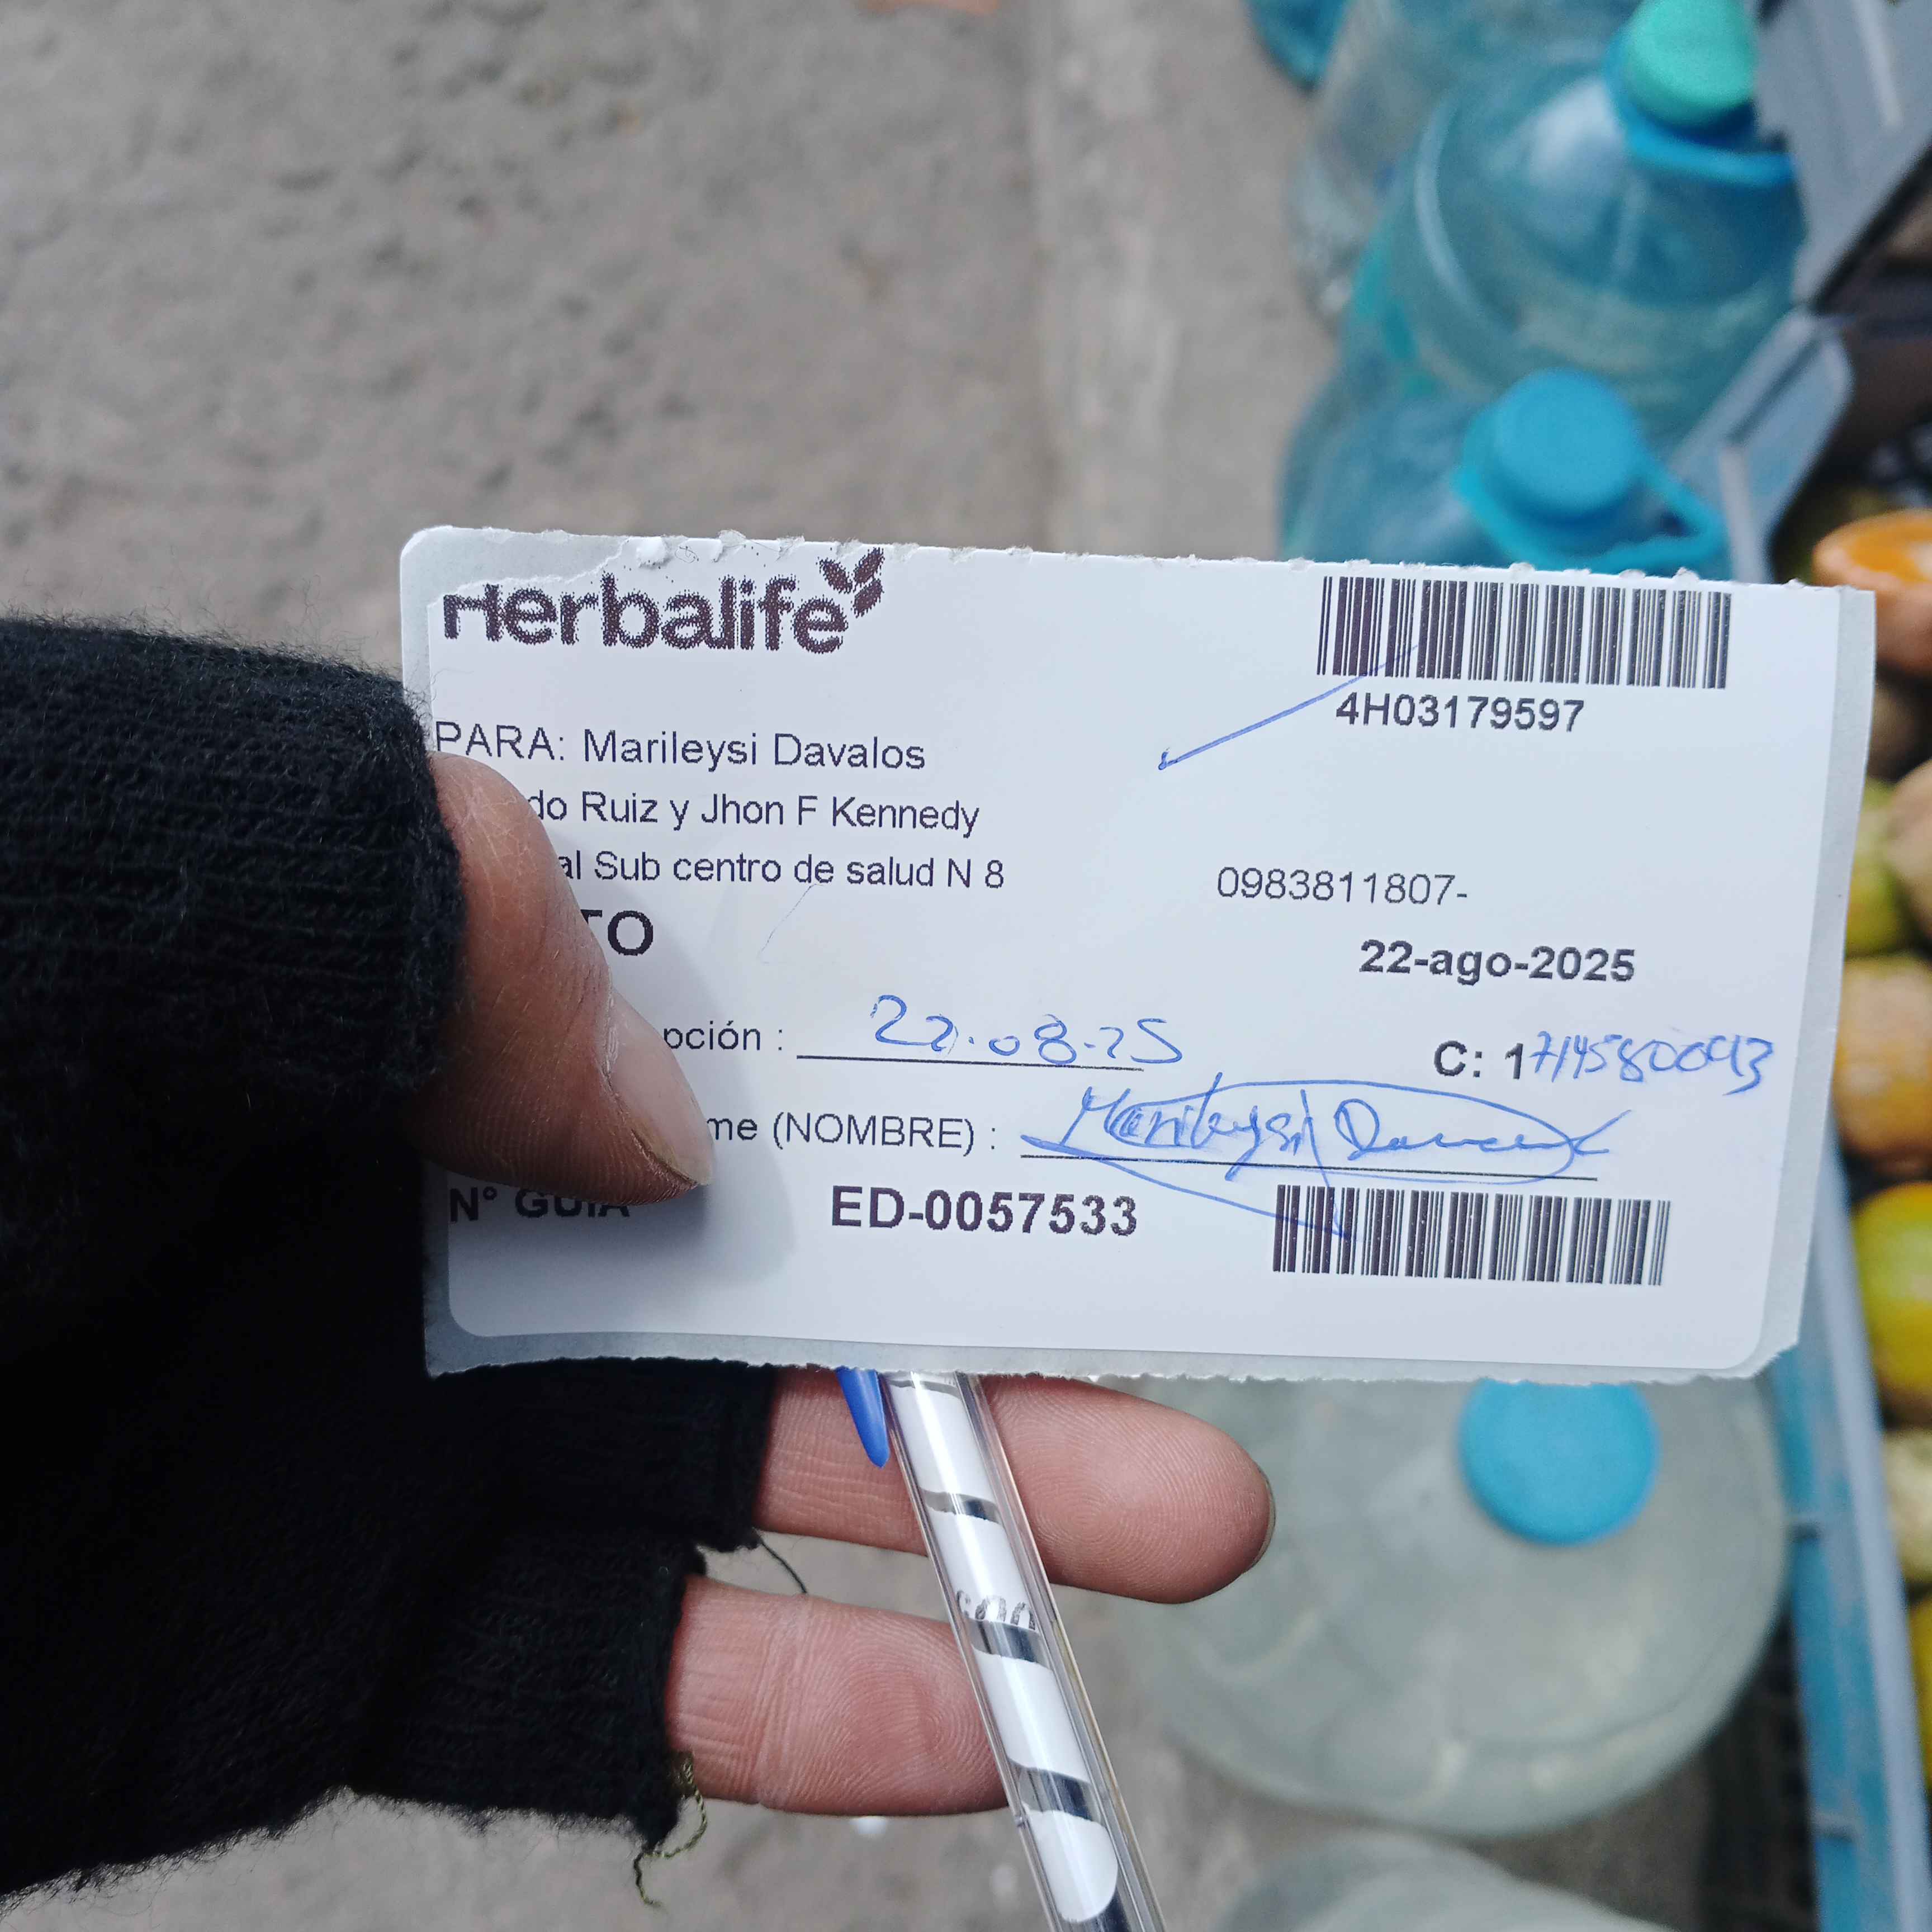 Herbalife
4H03179597
PARA: Marileysi Davalos
do Ruiz y Jhon F Kennedy
al Sub centro de salud N 8
0983811807-
TO
22-ago-2025
pción : 22.08-25
C: 1714580093
me (NOMBRE) : Marileysi
N° GUIA ED-0057533